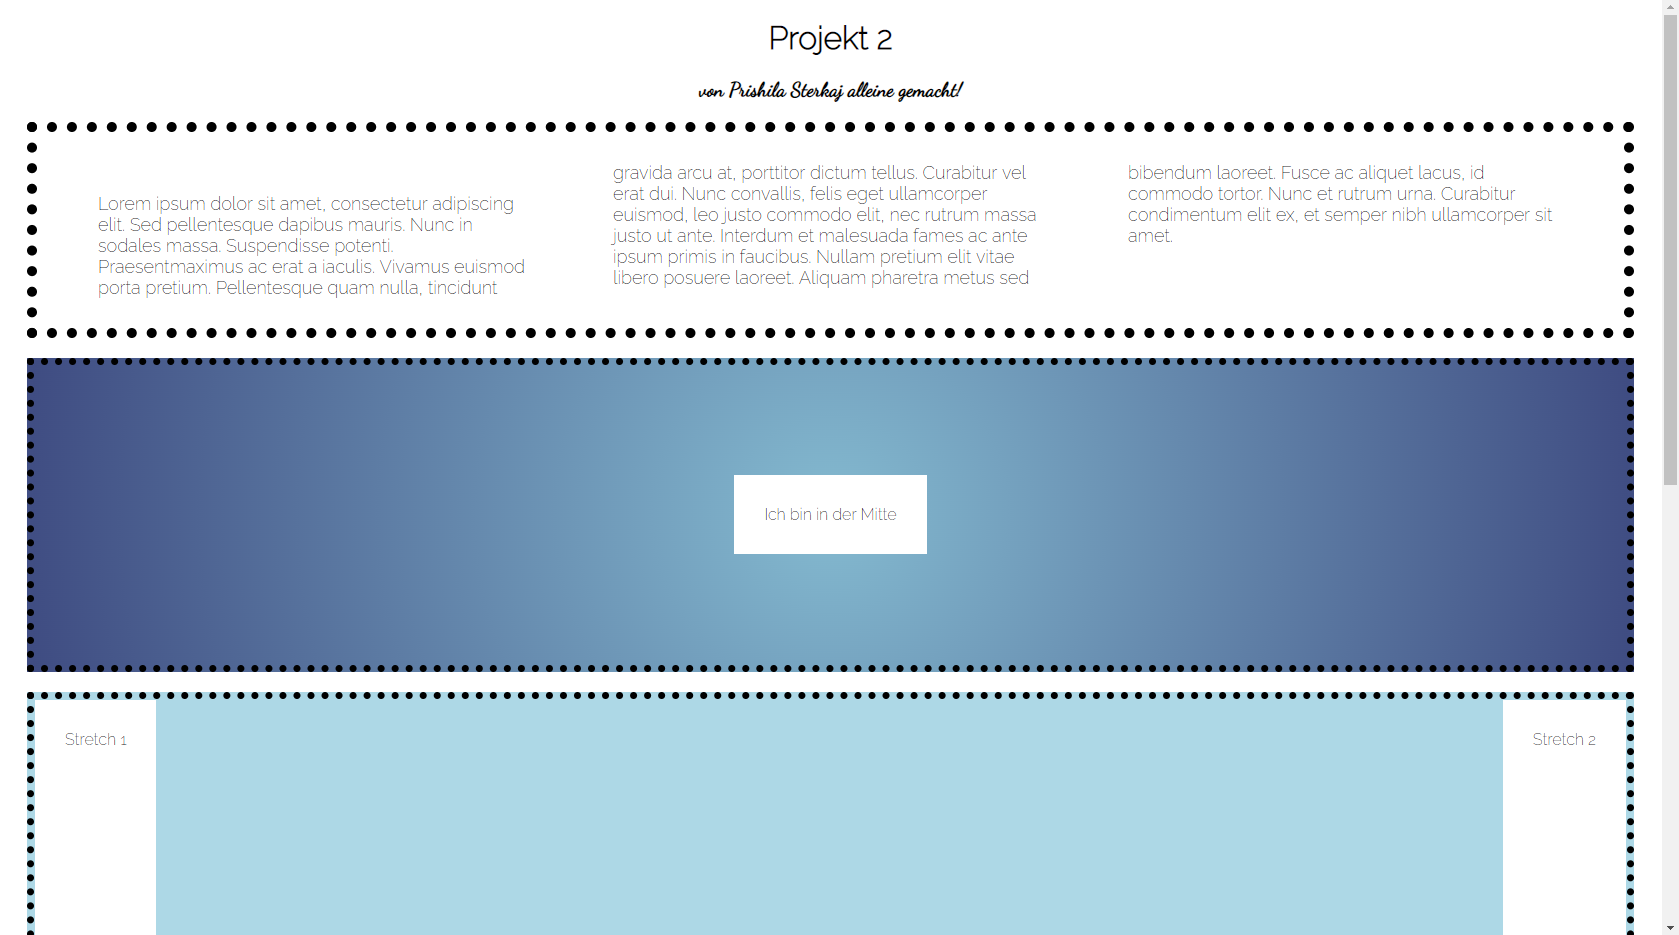 Projekt 2
von Prishila Sterkaj alleine gemacht!
Lorem ipsum dolor sit amet, consectetur adipiscing
elit. Sed pellentesque dapibus mauris. Nunc in
sodales massa. Suspendisse potenti.
Praesentmaximus ac erat a iaculis. Vivamus euismod
porta pretium. Pellentesque quam nulla, tincidunt
gravida arcu at, porttitor dictum tellus. Curabitur vel
erat dui. Nunc convallis, felis eget ullamcorper
euismod, leo justo commodo elit, nec rutrum massa
justo ut ante. Interdum et malesuada fames ac ante
ipsum primis in faucibus. Nullam pretium elit vitae
libero posuere laoreet. Aliquam pharetra metus sed
bibendum laoreet. Fusce ac aliquet lacus, id
commodo tortor. Nunc et rutrum urna. Curabitur
condimentum elit ex, et semper nibh ullamcorper sit
amet.
Ich bin in der Mitte
Stretch 1
Stretch 2